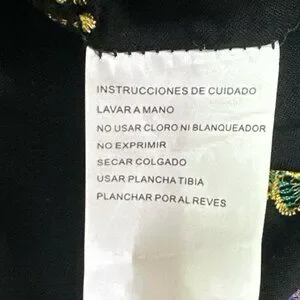 INSTRUCCIONES DE CUIDADO
LAVAR A MANO
NO USAR CLORO NI BLANQUEADOR
NO EXPRIMIR
SECAR COLGADO
USAR PLANCHA TIBIA
PLANCHAR POR AL REVES